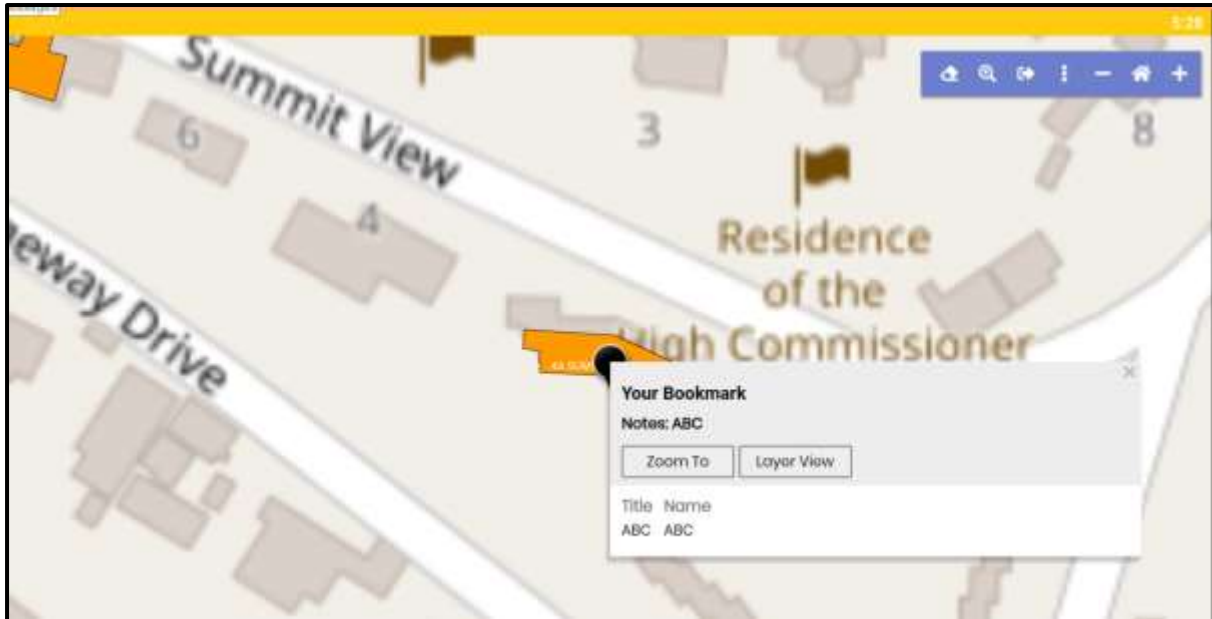 5:28
Summit View
6
3
8
4
Residence
of the
High Commissioner
eway Drive
Your Bookmark
Notes: ABC
Zoom To
Layer View
Title Name
ABC ABC